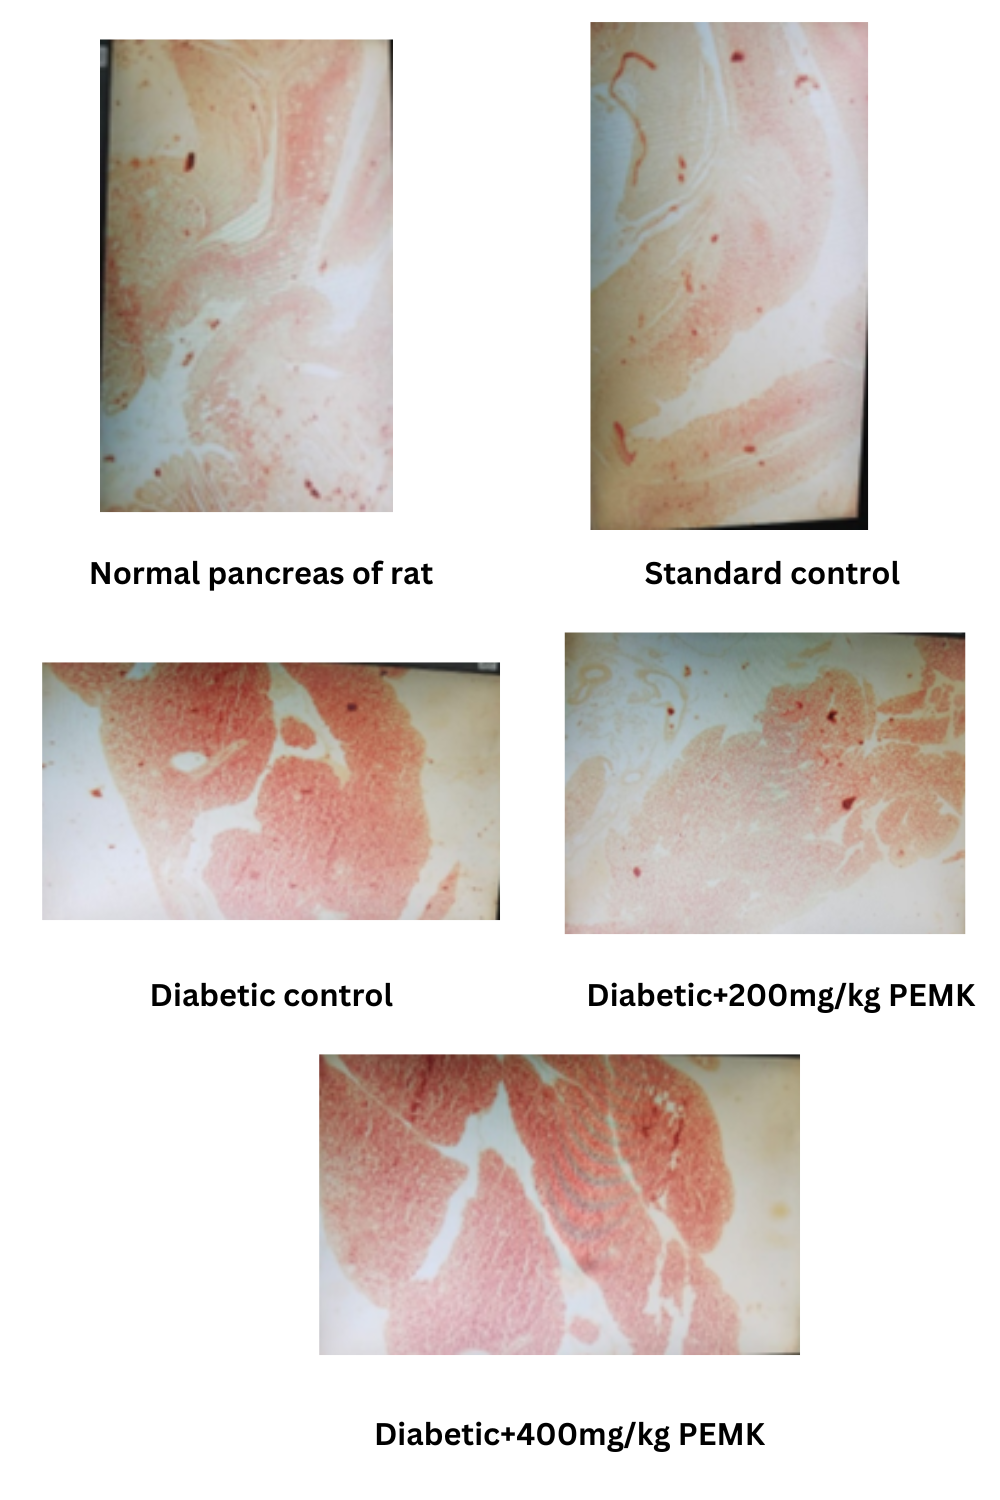 Normal pancreas of rat
Standard control
Diabetic control
Diabetic+200mg/kg PEMK
Diabetic+400mg/kg PEMK